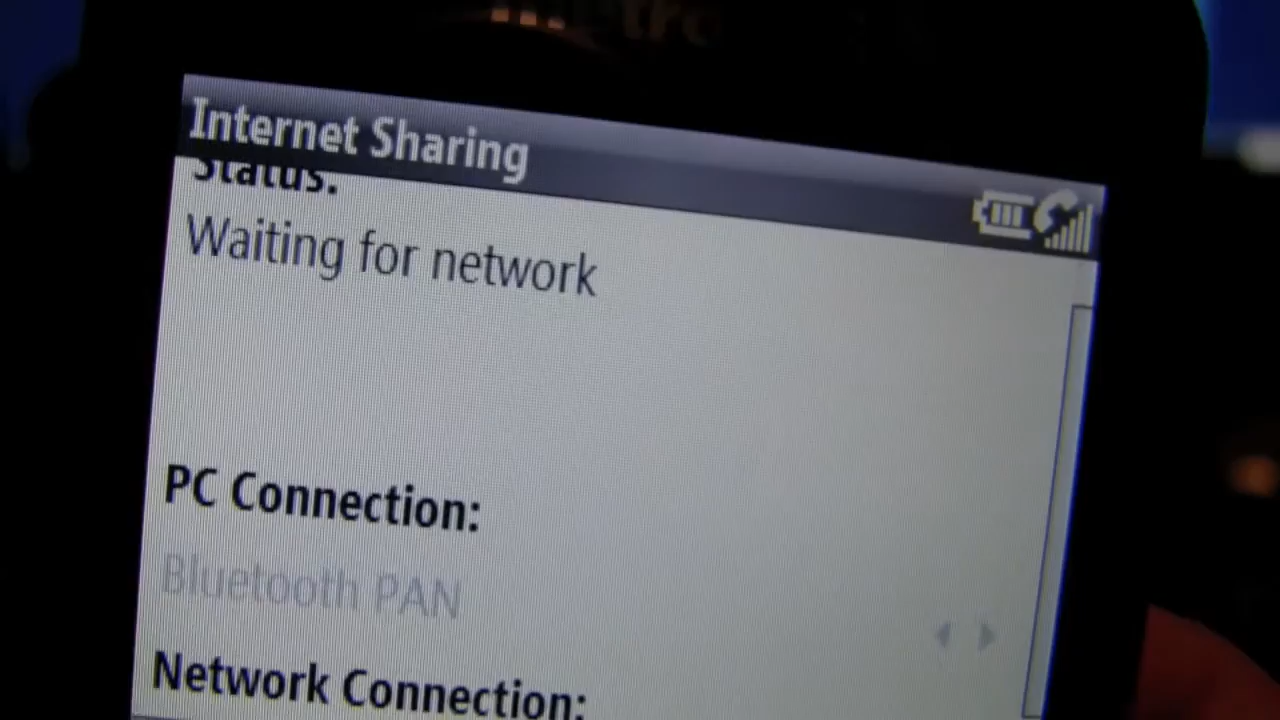 Internet Sharing
Status:
Waiting for network
PC Connection:
Bluetooth PAN
Network Connection: